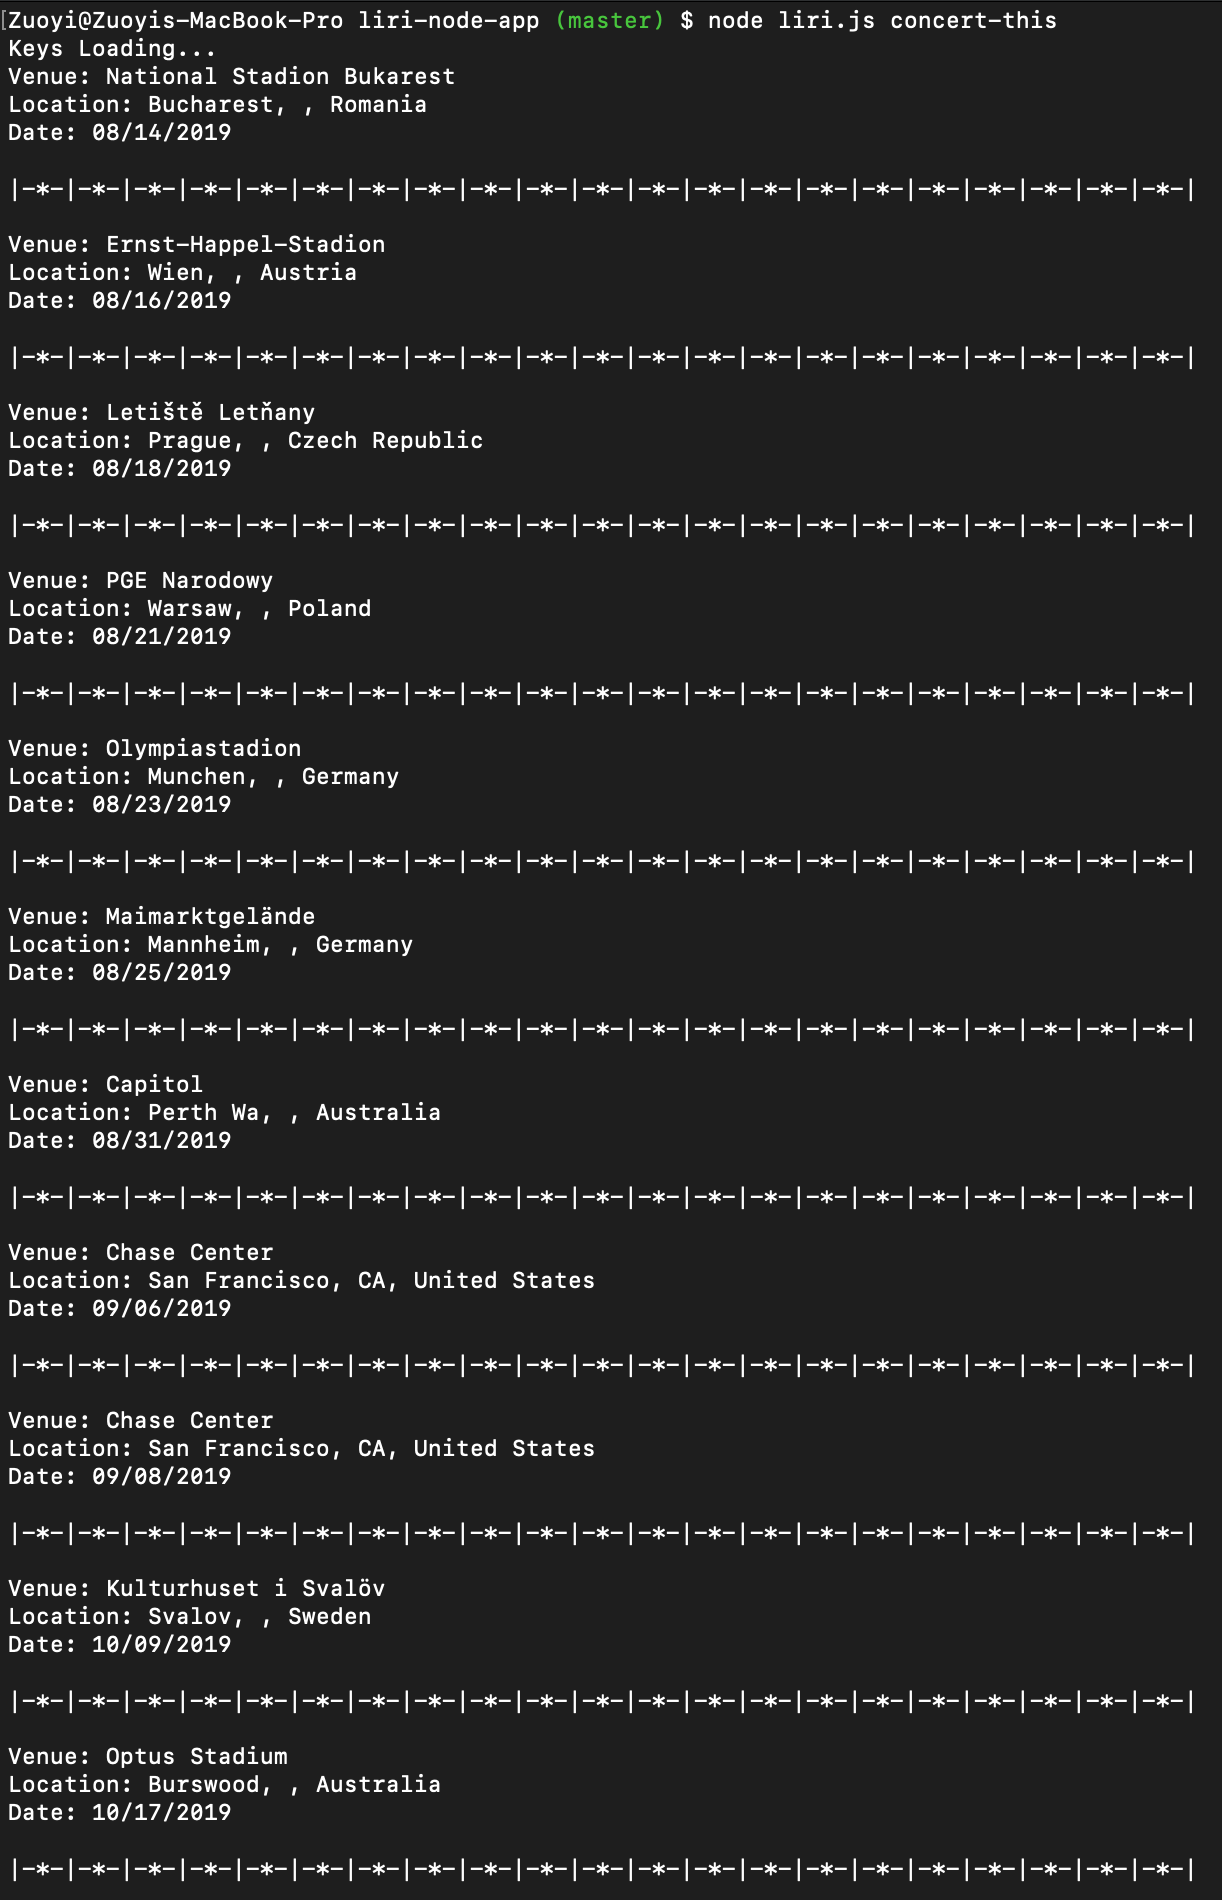 [Zuoyi@Zuoyis-MacBook-Pro liri-node-app (master) $ node liri.js concert-this
Keys Loading...
Venue: National Stadion Bukarest
Location: Bucharest, , Romania
Date: 08/14/2019
|-*-|-*-|-*-|-*-|-*-|-*-|-*-|-*-|-*-|-*-|-*-|-*-|-*-|-*-|-*-|-*-|-*-|-*-|-*-|-*-|-*-|
Venue: Ernst-Happel-Stadion
Location: Wien, , Austria
Date: 08/16/2019
|-*-|-*-|-*-|-*-|-*-|-*-|-*-|-*-|-*-|-*-|-*-|-*-|-*-|-*-|-*-|-*-|-*-|-*-|-*-|-*-|-*-|
Venue: Letiště Letňany
Location: Prague, , Czech Republic
Date: 08/18/2019
|-*-|-*-|-*-|-*-|-*-|-*-|-*-|-*-|-*-|-*-|-*-|-*-|-*-|-*-|-*-|-*-|-*-|-*-|-*-|-*-|-*-|
Venue: PGE Narodowy
Location: Warsaw, , Poland
Date: 08/21/2019
|-*-|-*-|-*-|-*-|-*-|-*-|-*-|-*-|-*-|-*-|-*-|-*-|-*-|-*-|-*-|-*-|-*-|-*-|-*-|-*-|-*-|
Venue: Olympiastadion
Location: Munchen, , Germany
Date: 08/23/2019
|-*-|-*-|-*-|-*-|-*-|-*-|-*-|-*-|-*-|-*-|-*-|-*-|-*-|-*-|-*-|-*-|-*-|-*-|-*-|-*-|-*-|
Venue: Maimarktgelände
Location: Mannheim, , Germany
Date: 08/25/2019
|-*-|-*-|-*-|-*-|-*-|-*-|-*-|-*-|-*-|-*-|-*-|-*-|-*-|-*-|-*-|-*-|-*-|-*-|-*-|-*-|-*-|
Venue: Capitol
Location: Perth Wa, , Australia
Date: 08/31/2019
|-*-|-*-|-*-|-*-|-*-|-*-|-*-|-*-|-*-|-*-|-*-|-*-|-*-|-*-|-*-|-*-|-*-|-*-|-*-|-*-|-*-|
Venue: Chase Center
Location: San Francisco, CA, United States
Date: 09/06/2019
|-*-|-*-|-*-|-*-|-*-|-*-|-*-|-*-|-*-|-*-|-*-|-*-|-*-|-*-|-*-|-*-|-*-|-*-|-*-|-*-|-*-|
Venue: Chase Center
Location: San Francisco, CA, United States
Date: 09/08/2019
|-*-|-*-|-*-|-*-|-*-|-*-|-*-|-*-|-*-|-*-|-*-|-*-|-*-|-*-|-*-|-*-|-*-|-*-|-*-|-*-|-*-|
Venue: Kulturhuset i Svalöv
Location: Svalov, , Sweden
Date: 10/09/2019
|-*-|-*-|-*-|-*-|-*-|-*-|-*-|-*-|-*-|-*-|-*-|-*-|-*-|-*-|-*-|-*-|-*-|-*-|-*-|-*-|-*-|
Venue: Optus Stadium
Location: Burswood, , Australia
Date: 10/17/2019
|-*-|-*-|-*-|-*-|-*-|-*-|-*-|-*-|-*-|-*-|-*-|-*-|-*-|-*-|-*-|-*-|-*-|-*-|-*-|-*-|-*-|